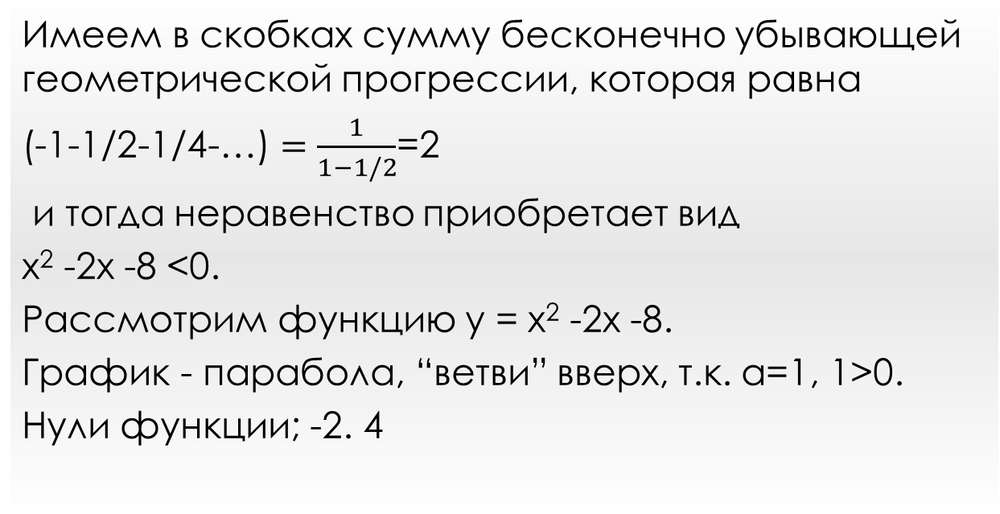 Имеем в скобках сумму бесконечно убывающей
геометрической прогрессии, которая равна
(-1-1/2-1/4-…) = 1/(1−1/2)=2
и тогда неравенство приобретает вид
x² -2x -8 <0.
Рассмотрим функцию y = x² -2x -8.
График - парабола, “ветви” вверх, т.к. a=1, 1>0.
Нули функции; -2. 4